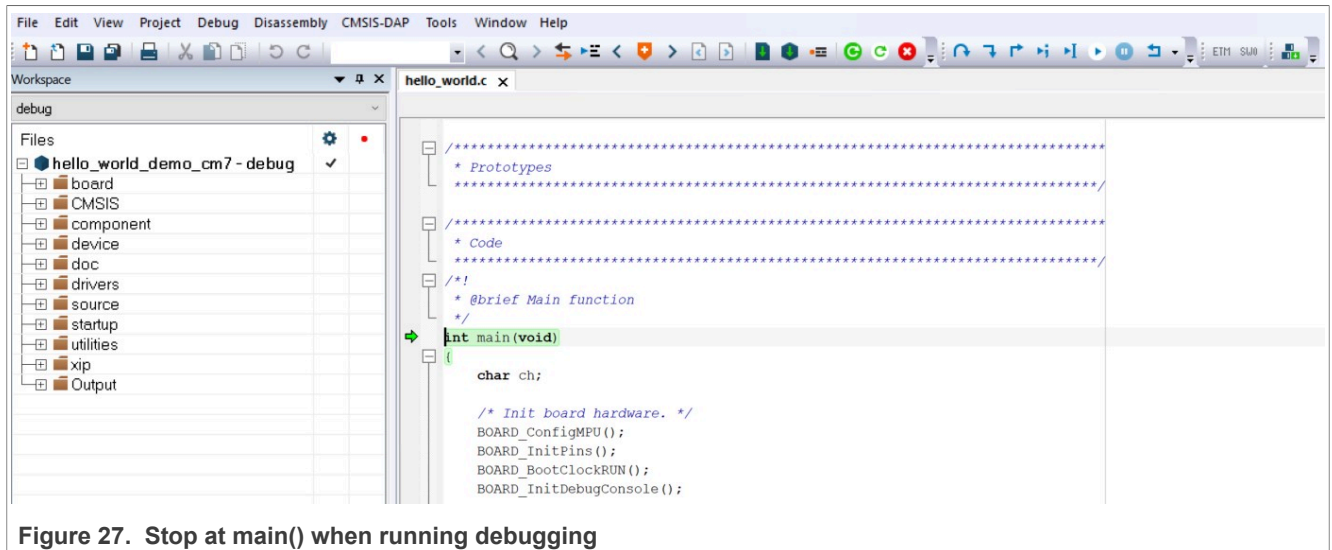 File Edit View Project Debug Disassembly CMSIS-DAP Tools Window Help
ETM SWO
Workspace
hello_world.c
debug
Files
hello_world_demo_cm7 - debug
board
CMSIS
component
device
doc
drivers
source
startup
utilities
xip
Output
/*******************************************************************************
* Prototypes
******************************************************************************/
/*******************************************************************************
* Code
******************************************************************************/
/*!
* @brief Main function
*/
int main(void)
{
char ch;
/* Init board hardware. */
BOARD_ConfigMPU();
BOARD_InitPins();
BOARD_BootClockRUN();
BOARD_InitDebugConsole();
Figure 27. Stop at main() when running debugging